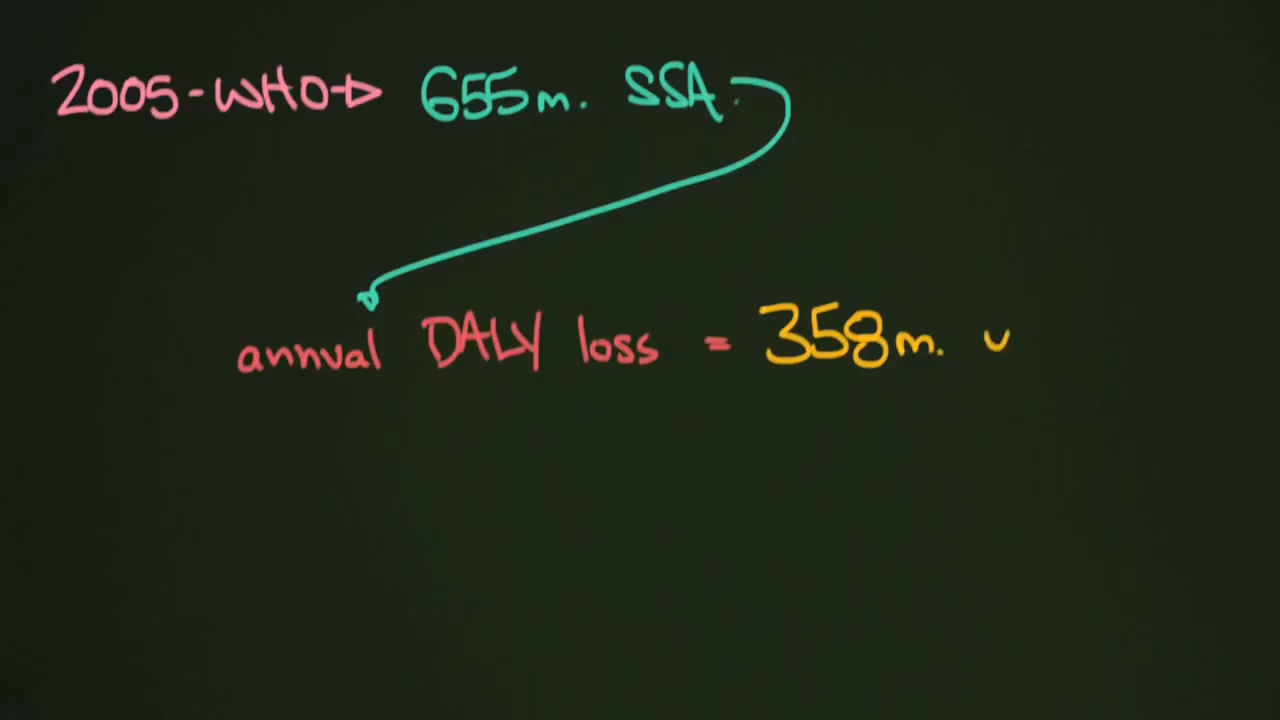 2005-WHO→ 655m. SSA.
annual DALY loss = 358m.